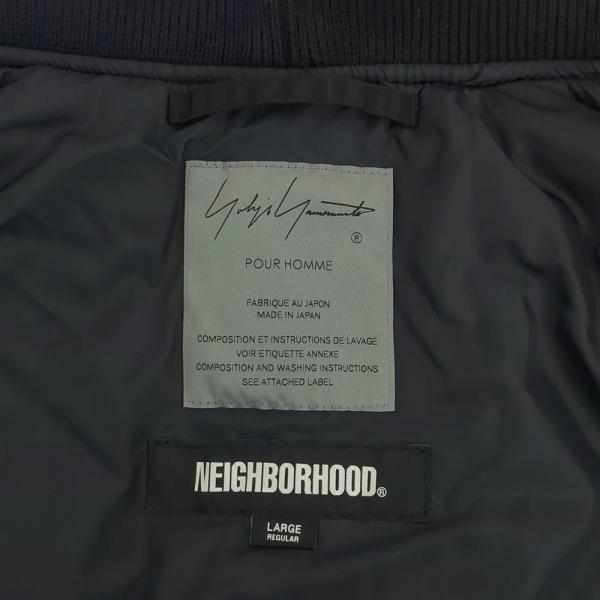 Yohji Yamamoto
®
POUR HOMME
FABRIQUE AU JAPON
MADE IN JAPAN
COMPOSITION ET INSTRUCTIONS DE LAVAGE
VOIR ETIQUETTE ANNEXE
COMPOSITION AND WASHING INSTRUCTIONS
SEE ATTACHED LABEL
NEIGHBORHOOD®
LARGE
REGULAR